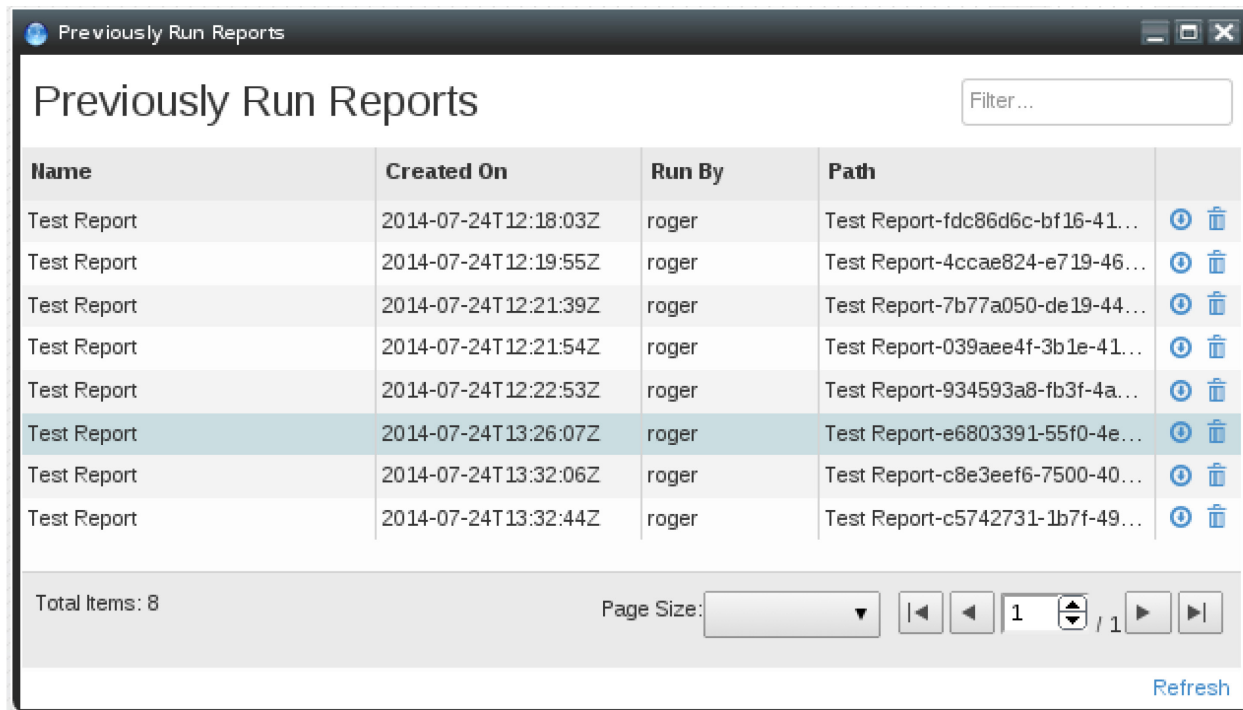 Previously Run Reports
Previously Run Reports
Filter...
Name Created On Run By Path
Test Report 2014-07-24T12:18:03Z roger Test Report-fdc86d6c-bf16-41...
Test Report 2014-07-24T12:19:55Z roger Test Report-4ccae824-e719-46...
Test Report 2014-07-24T12:21:39Z roger Test Report-7b77a050-de19-44...
Test Report 2014-07-24T12:21:54Z roger Test Report-039aee4f-3b1e-41...
Test Report 2014-07-24T12:22:53Z roger Test Report-934593a8-fb3f-4a...
Test Report 2014-07-24T13:26:07Z roger Test Report-e6803391-55f0-4e...
Test Report 2014-07-24T13:32:06Z roger Test Report-c8e3eef6-7500-40...
Test Report 2014-07-24T13:32:44Z roger Test Report-c5742731-1b7f-49...
Total Items: 8 Page Size: 1 / 1
Refresh